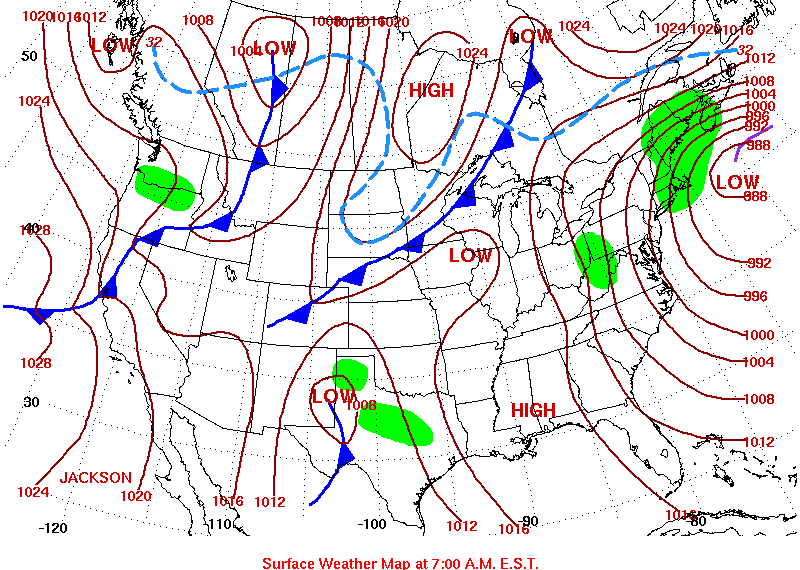 1020 1016 1012 1008 1008 1012 1016 1020 1024 1024 1020 1016
LOW 32 1004 LOW 1024 LOW 32
50 1012
1008
HIGH 1004
1024 1000
996
992
988
LOW
988
40
1028
LOW
992
996
1000
1028 1004
LOW 1008 1008
30 HIGH
1012
JACKSON
1024 1020 1016 1012 1012 1016 1016
-120 -110 -100 -90 -80
Surface Weather Map at 7:00 A.M. E.S.T.